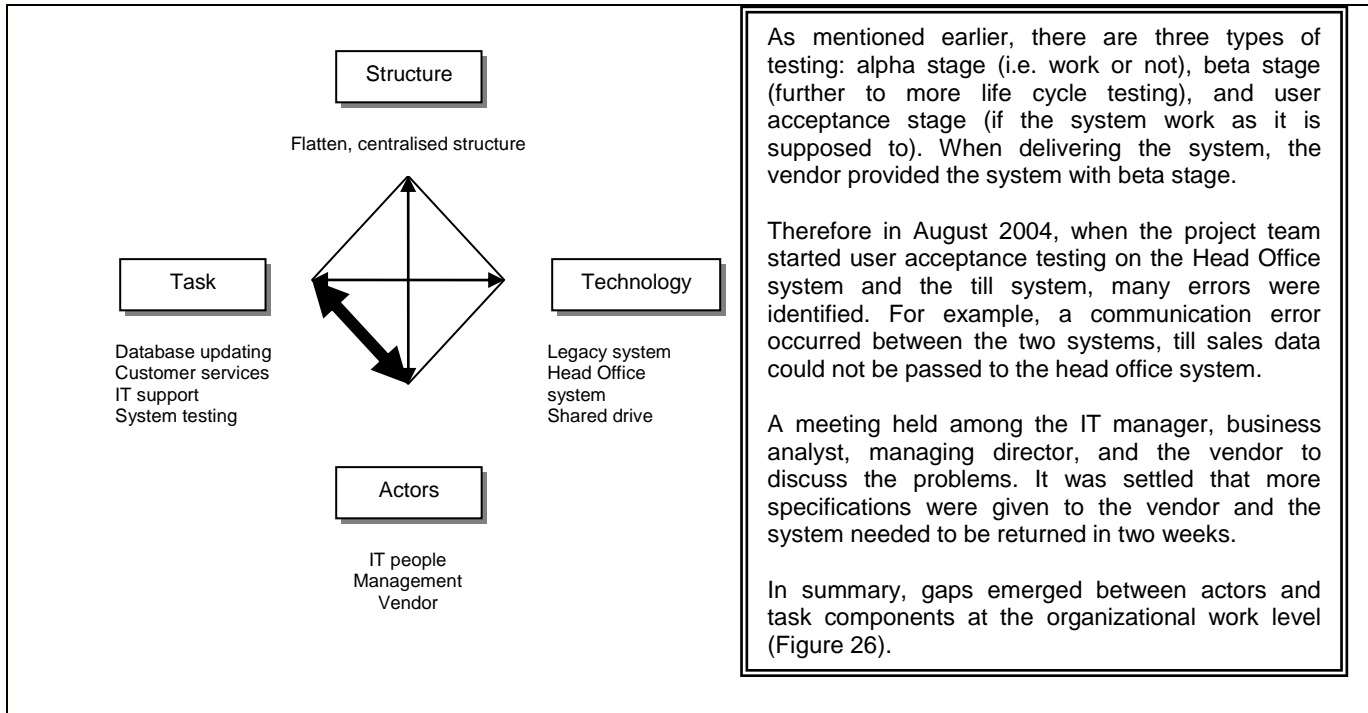 Structure
Flatten, centralised structure
Task
Database updating
Customer services
IT support
System testing
Technology
Legacy system
Head Office
system
Shared drive
Actors
IT people
Management
Vendor
As mentioned earlier, there are three types of
testing: alpha stage (i.e. work or not), beta stage
(further to more life cycle testing), and user
acceptance stage (if the system work as it is
supposed to). When delivering the system, the
vendor provided the system with beta stage.
Therefore in August 2004, when the project team
started user acceptance testing on the Head Office
system and the till system, many errors were
identified. For example, a communication error
occurred between the two systems, till sales data
could not be passed to the head office system.
A meeting held among the IT manager, business
analyst, managing director, and the vendor to
discuss the problems. It was settled that more
specifications were given to the vendor and the
system needed to be returned in two weeks.
In summary, gaps emerged between actors and
task components at the organizational work level
(Figure 26).